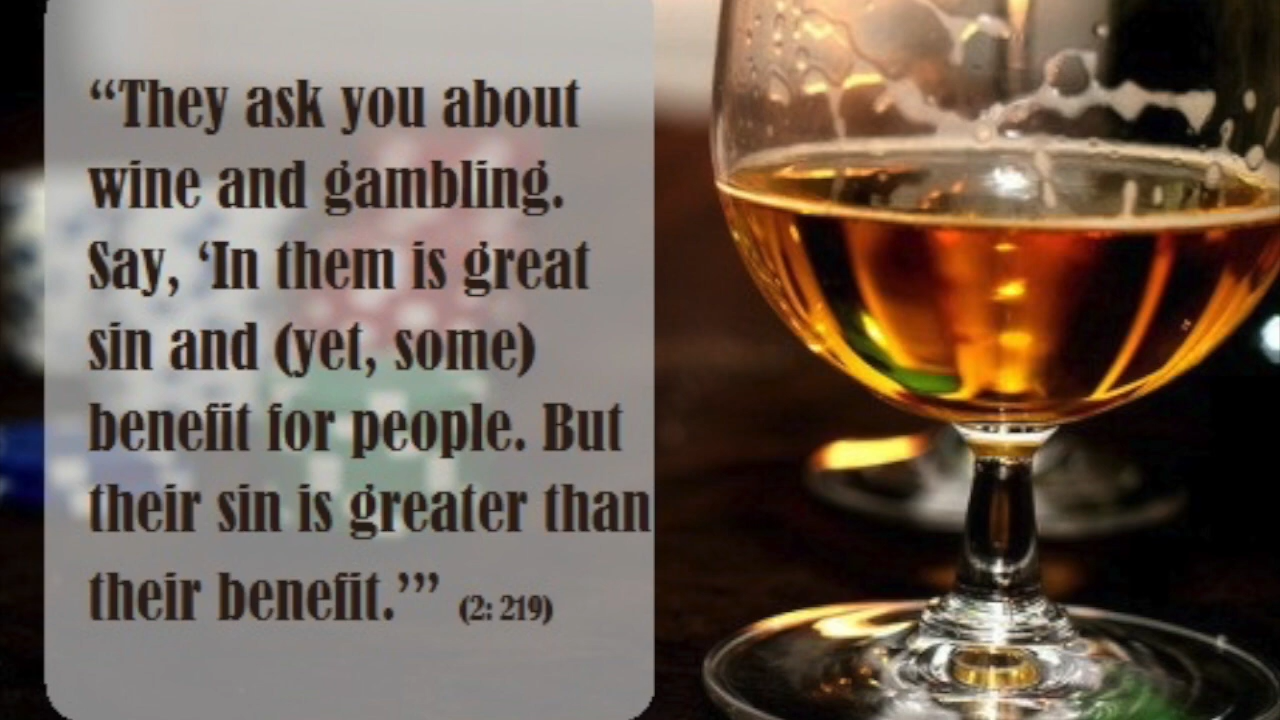 “They ask you about
wine and gambling.
Say, ‘In them is great
sin and (yet, some)
benefit for people. But
their sin is greater than
their benefit.’” (2: 219)